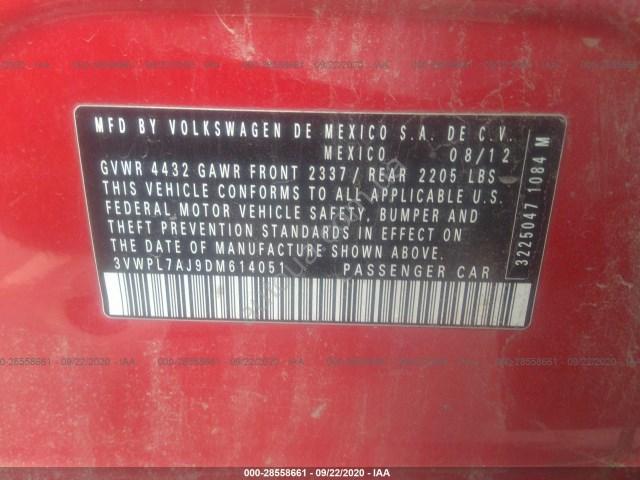 MFD BY VOLKSWAGEN DE MEXICO S.A. DE C.V.
MEXICO 08/12
GVWR 4432 GAWR FRONT 2337/ REAR 2205 LBS
THIS VEHICLE CONFORMS TO ALL APPLICABLE U.S.
FEDERAL MOTOR VEHICLE SAFETY, BUMPER AND
THEFT PREVENTION STANDARDS IN EFFECT ON
THE DATE OF MANUFACTURE SHOWN ABOVE.
3VWPL7AJ9DM614051 PASSENGER CAR
3225047 1084 M
000-28558661 - 09/22/2020 - IAA